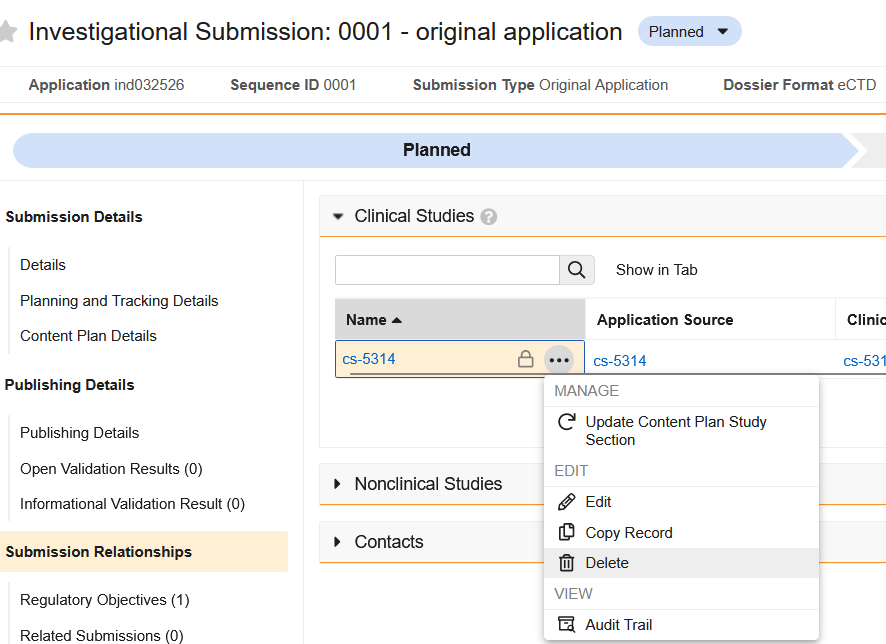 Investigational Submission: 0001 - original application
Planned
Application ind032526
Sequence ID 0001
Submission Type Original Application
Dossier Format eCTD
Planned
Submission Details
Details
Planning and Tracking Details
Content Plan Details
Publishing Details
Publishing Details
Open Validation Results (0)
Informational Validation Result (0)
Submission Relationships
Regulatory Objectives (1)
Related Submissions (0)
Clinical Studies ?
Show in Tab
Name
Application Source
Clinic
cs-5314
cs-5314
cs-531
MANAGE
Update Content Plan Study
Section
EDIT
Edit
Copy Record
Delete
VIEW
Audit Trail
Nonclinical Studies
Contacts